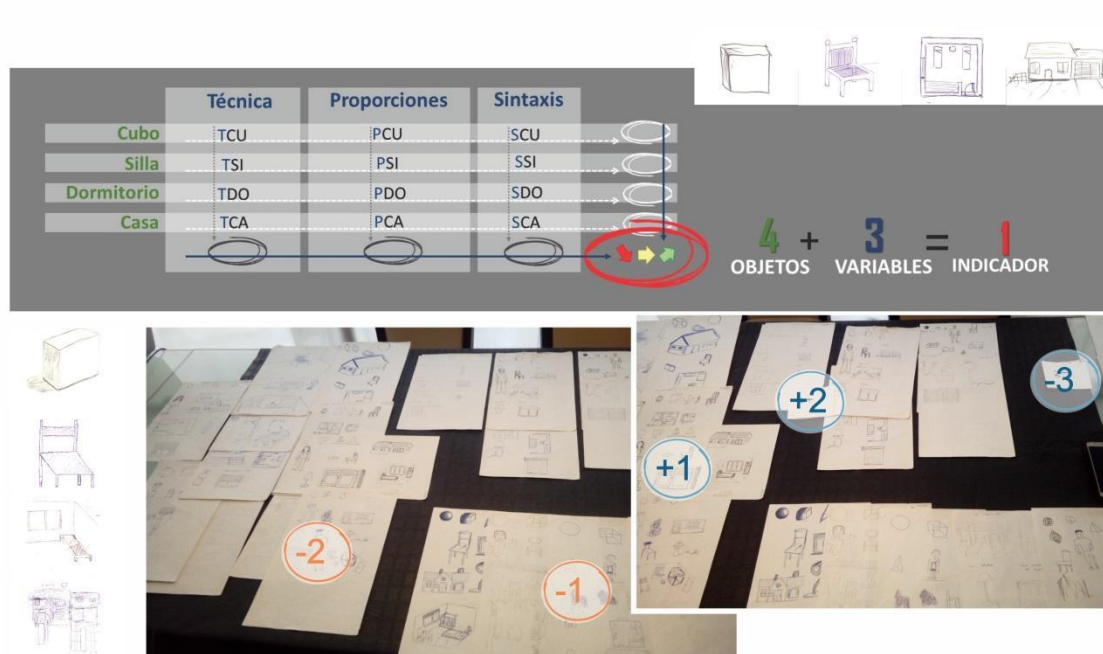 Técnica Proporciones Sintaxis
Cubo TCU PCU SCU
Silla TSI PSI SSI
Dormitorio TDO PDO SDO
Casa TCA PCA SCA
4 + 3 = 1
OBJETOS VARIABLES INDICADOR
-2
-1
+1
+2
-3